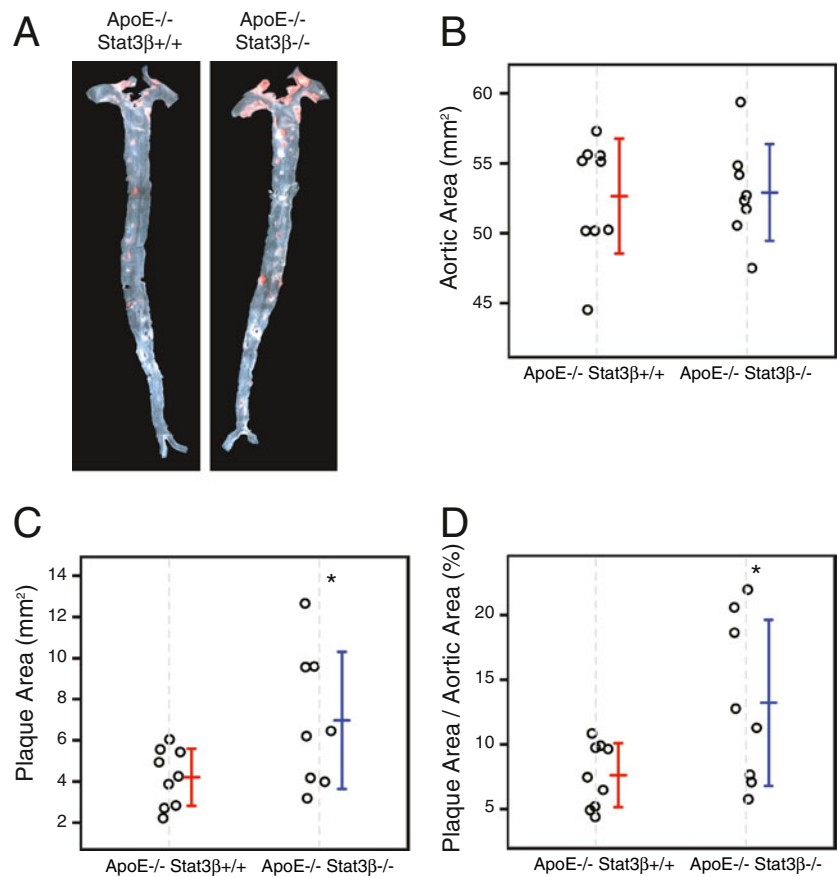 A
ApoE-/-
Stat3β+/+
ApoE-/-
Stat3β-/-
B
Aortic Area (mm²)
60
55
50
45
ApoE-/- Stat3β+/+
ApoE-/- Stat3β-/-
C
Plaque Area (mm²)
14
12
10
8
6
4
2
*
ApoE-/- Stat3β+/+
ApoE-/- Stat3β-/-
D
Plaque Area / Aortic Area (%)
20
15
10
5
*
ApoE-/- Stat3β+/+
ApoE-/- Stat3β-/-